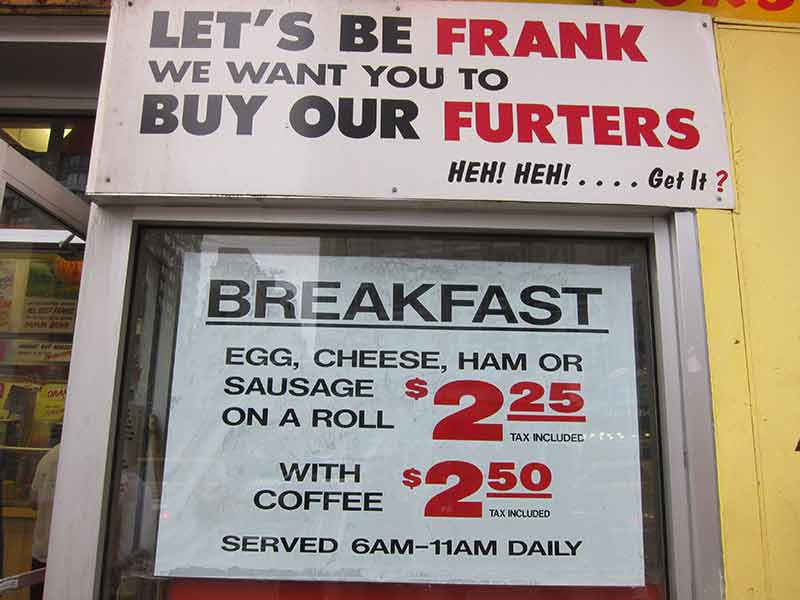 LET'S BE FRANK
WE WANT YOU TO
BUY OUR FURTERS
HEH! HEH! . . . . Get It ?
BREAKFAST
EGG, CHEESE, HAM OR
SAUSAGE $2 25
ON A ROLL TAX INCLUDED
WITH $2 50
COFFEE TAX INCLUDED
SERVED 6AM–11AM DAILY